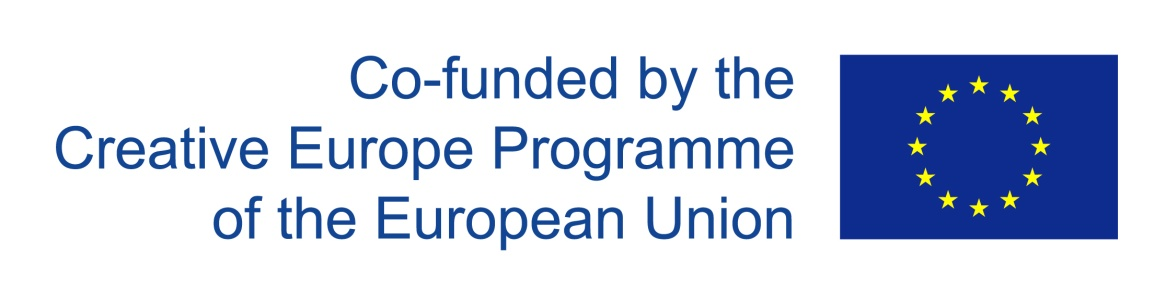 Co-funded by the
Creative Europe Programme
of the European Union